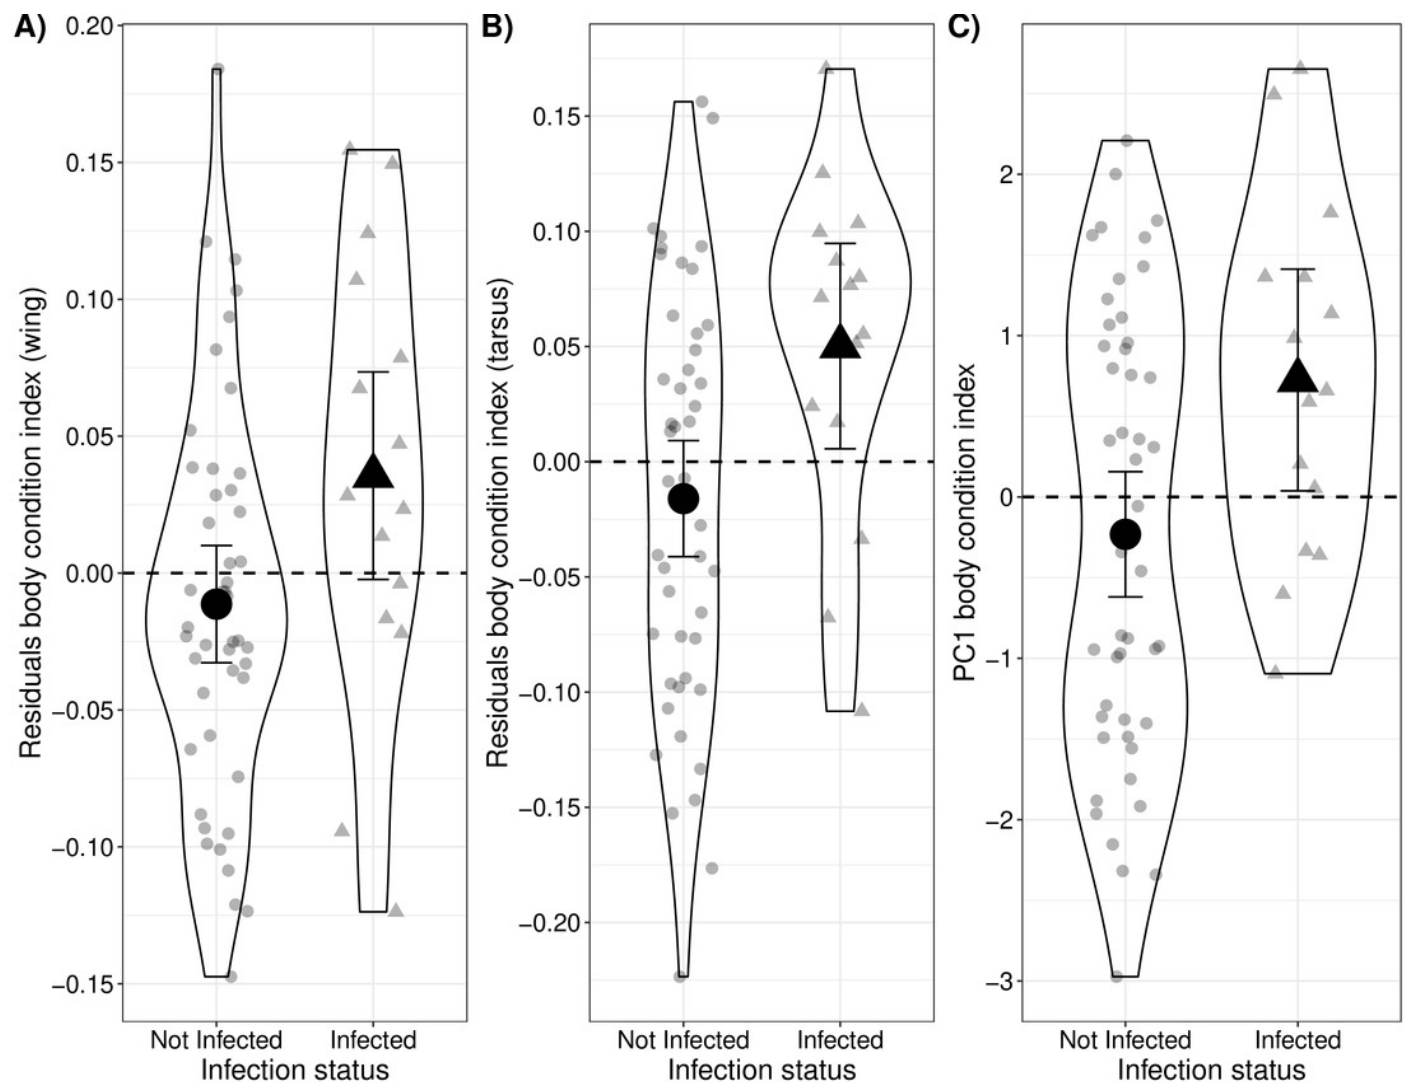 A)
Residuals body condition index (wing)
0.20
0.15
0.10
0.05
0.00
−0.05
−0.10
−0.15
Not Infected
Infected
Infection status
B)
Residuals body condition index (tarsus)
0.15
0.10
0.05
0.00
−0.05
−0.10
−0.15
−0.20
Not Infected
Infected
Infection status
C)
PC1 body condition index
2
1
0
−1
−2
−3
Not Infected
Infected
Infection status